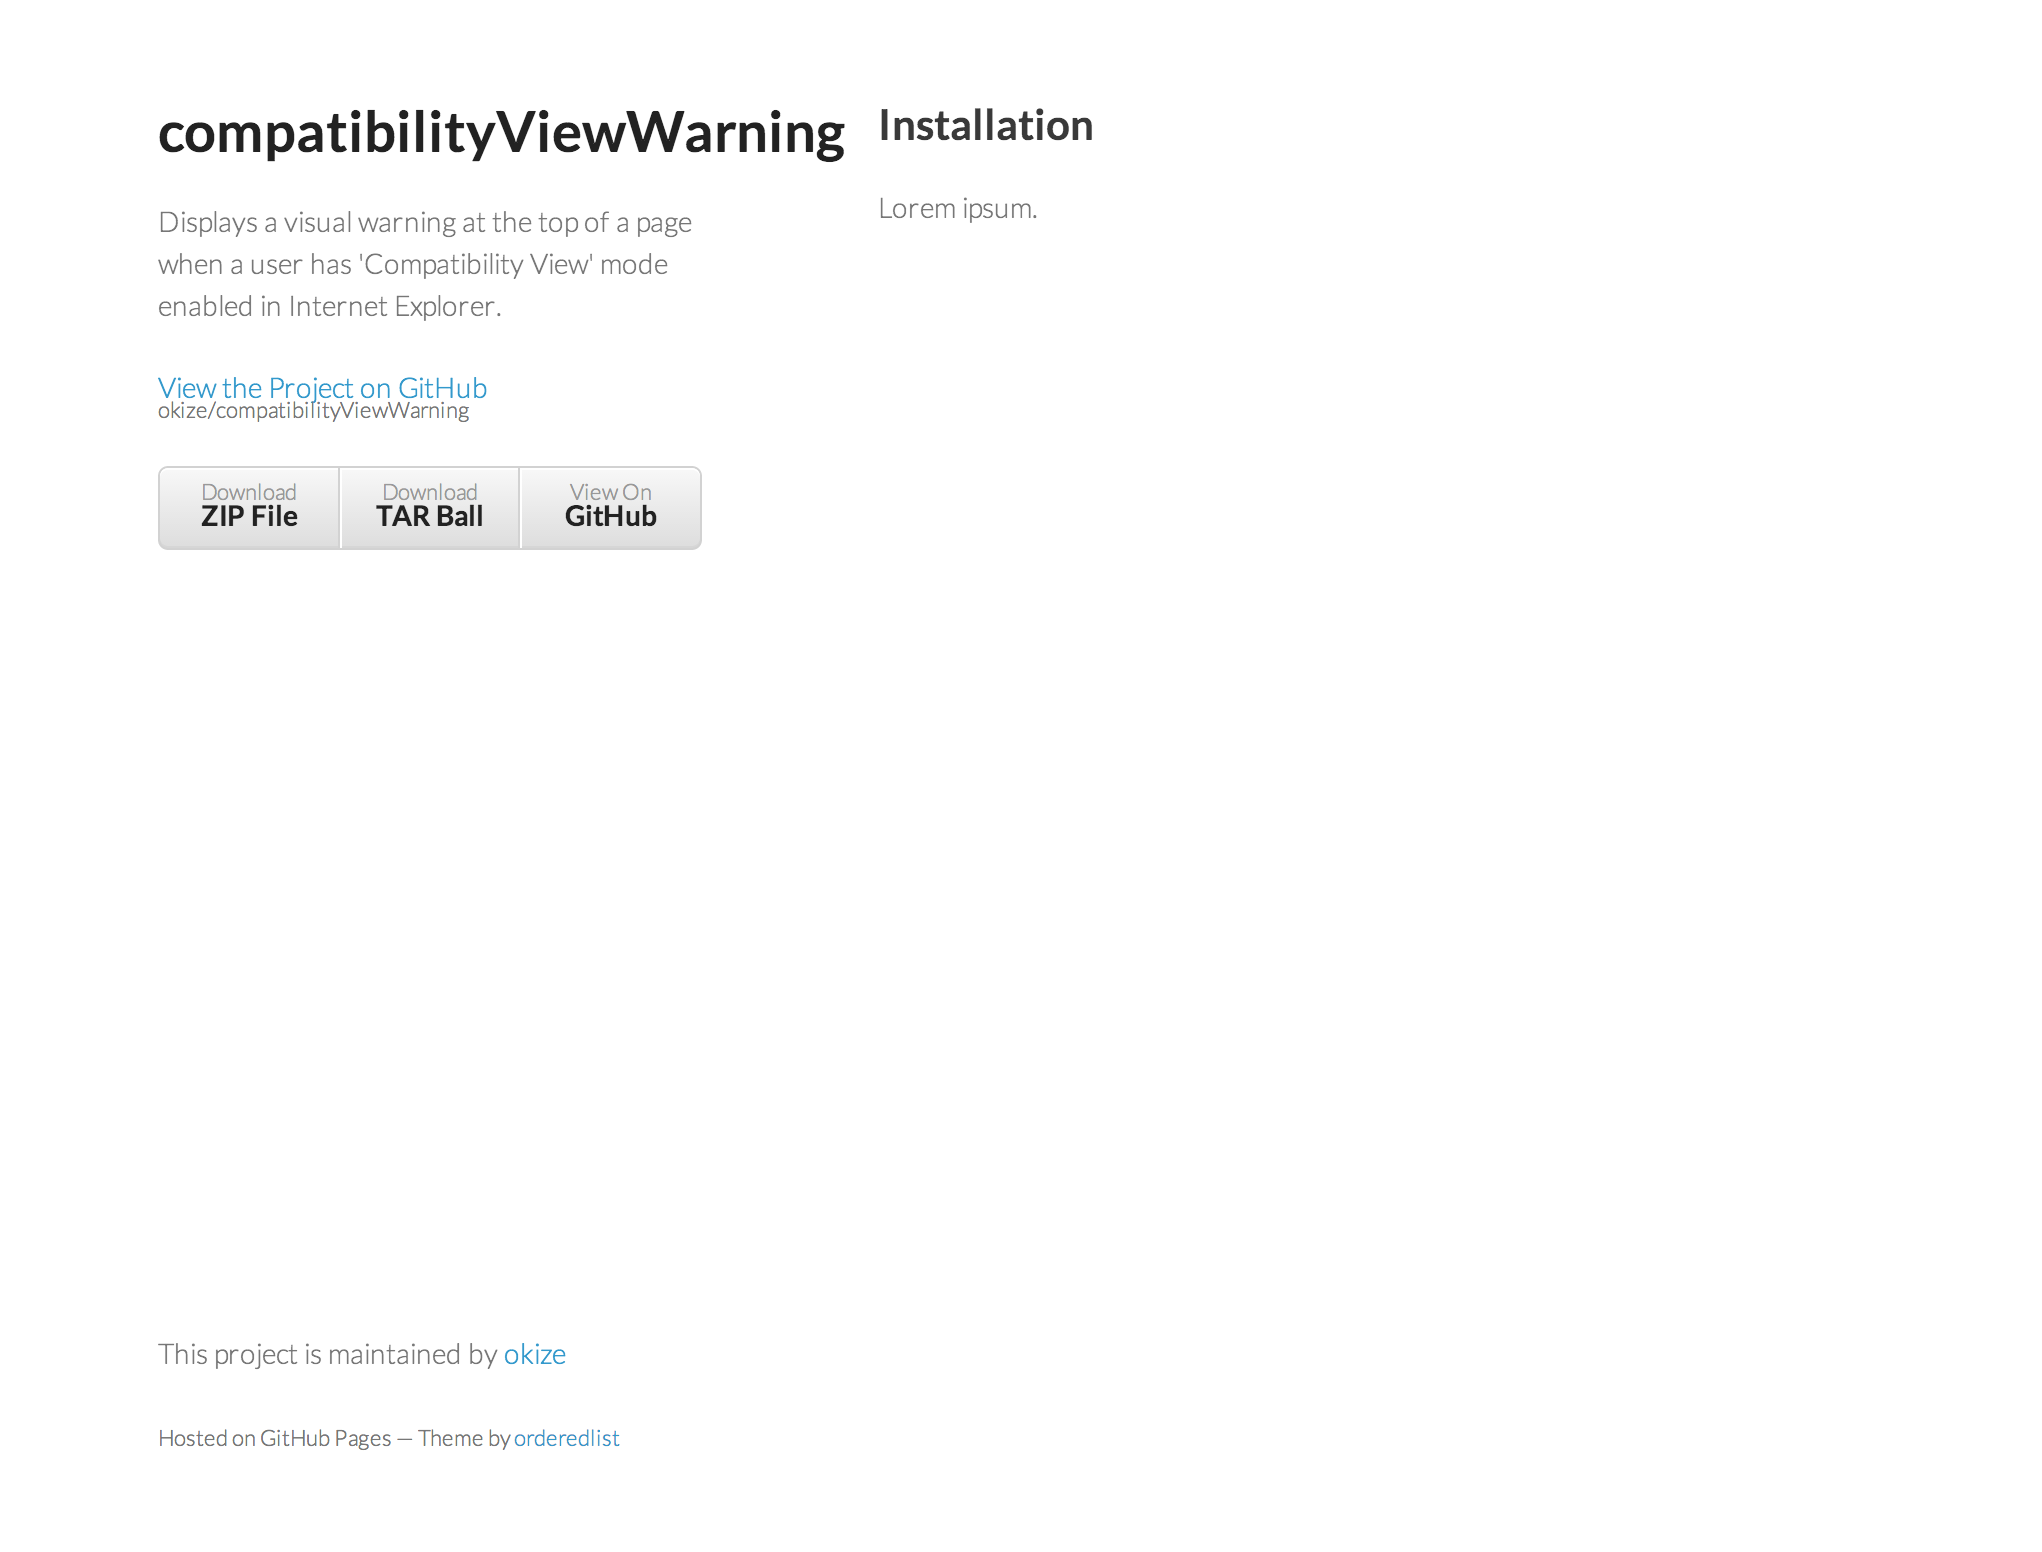 compatibilityViewWarning
Displays a visual warning at the top of a page
when a user has 'Compatibility View' mode
enabled in Internet Explorer.
View the Project on GitHub
okize/compatibilityViewWarning
Download
ZIP File
Download
TAR Ball
View On
GitHub
Installation
Lorem ipsum.
This project is maintained by okize
Hosted on GitHub Pages — Theme by orderedlist